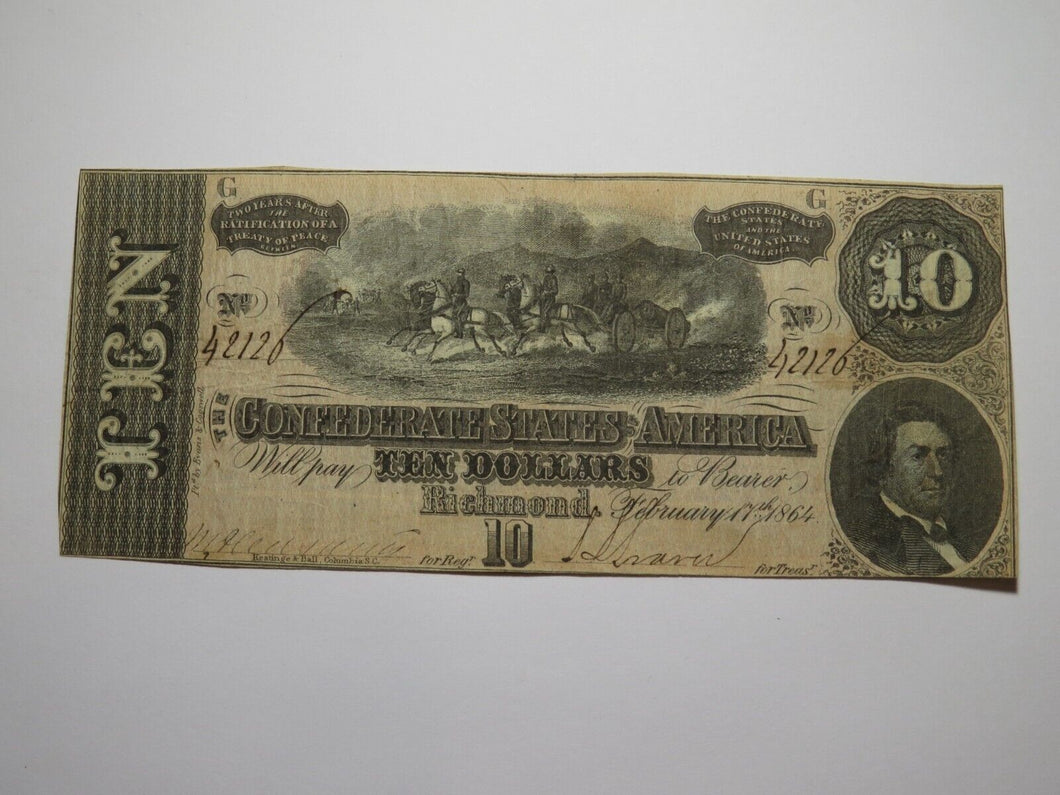 G
G
TWO YEARS AFTER
THE
RATIFICATION OF A
TREATY OF PEACE
BETWEEN
THE CONFEDERATE
STATES
AND THE
UNITED STATES
OF AMERICA
10
TEN
No
No
42126
42126
THE CONFEDERATE STATES OF AMERICA
Will pay TEN DOLLARS to Bearer
Richmond, February 17th 1864.
10
Keatinge & Ball, Columbia S.C.
for Regr
for Treasr